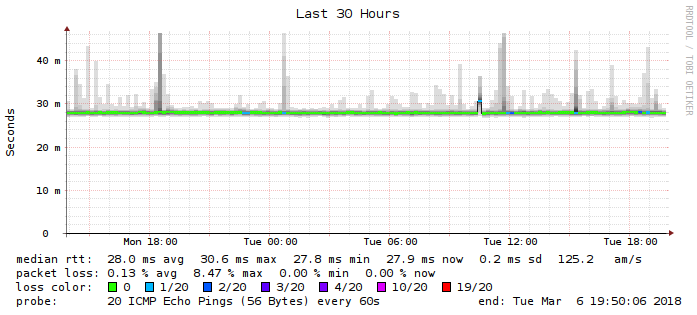 Last 30 Hours
RRDTOOL / TOBI OETIKER
Seconds
40 m
30 m
20 m
10 m
0
Mon 18:00 Tue 00:00 Tue 06:00 Tue 12:00 Tue 18:00
median rtt: 28.0 ms avg 30.6 ms max 27.8 ms min 27.9 ms now 0.2 ms sd 125.2 am/s
packet loss: 0.13 % avg 8.47 % max 0.00 % min 0.00 % now
loss color: 0 1/20 2/20 3/20 4/20 10/20 19/20
probe: 20 ICMP Echo Pings (56 Bytes) every 60s end: Tue Mar 6 19:50:06 2018